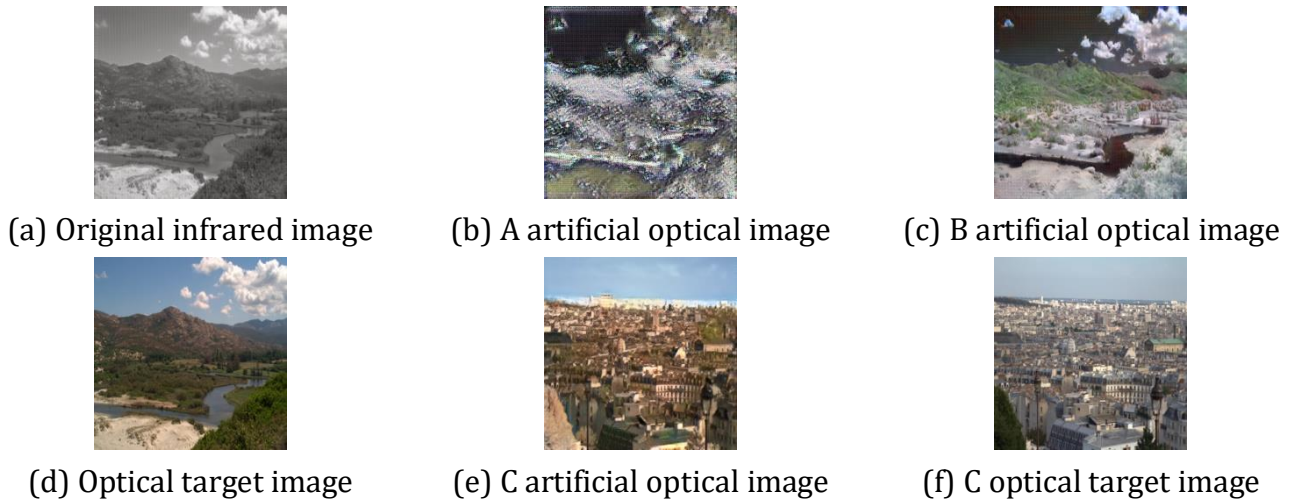 (a) Original infrared image
(b) A artificial optical image
(c) B artificial optical image
(d) Optical target image
(e) C artificial optical image
(f) C optical target image